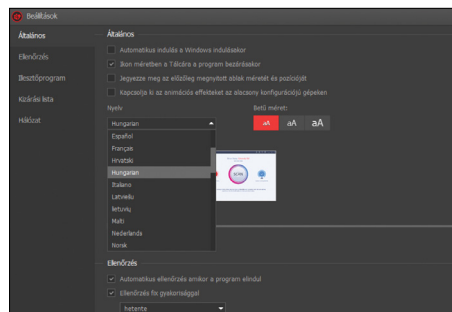 Beállítások
Általános
Ellenőrzés
Illesztőprogram
Kizárási lista
Hálózat
Általános
Automatikus indulás a Windows indulásakor
Ikon méretben a Tálcára a program bezárásakor
Jegyezze meg az előzőleg megnyitott ablak méretét és pozícióját
Kapcsolja ki az animációs effekteket az alacsony konfigurációjú gépeken
Nyelv
Betű méret:
Hungarian
aA aA aA
Español
Français
Hrvatski
Hungarian
Italiano
Latviešu
lietuvių
Malti
Nederlands
Norsk
Ellenőrzés
Automatikus ellenőrzés amikor a program elindul
Ellenőrzés fix gyakorisággal
hetente